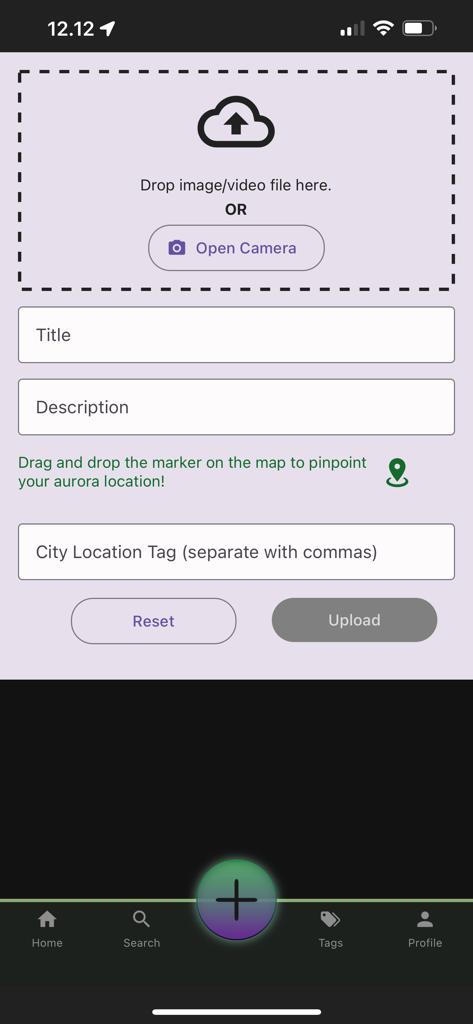 12.12
Drop image/video file here.
OR
Open Camera
Title
Description
Drag and drop the marker on the map to pinpoint
your aurora location!
City Location Tag (separate with commas)
Reset
Upload
Home
Search
Tags
Profile